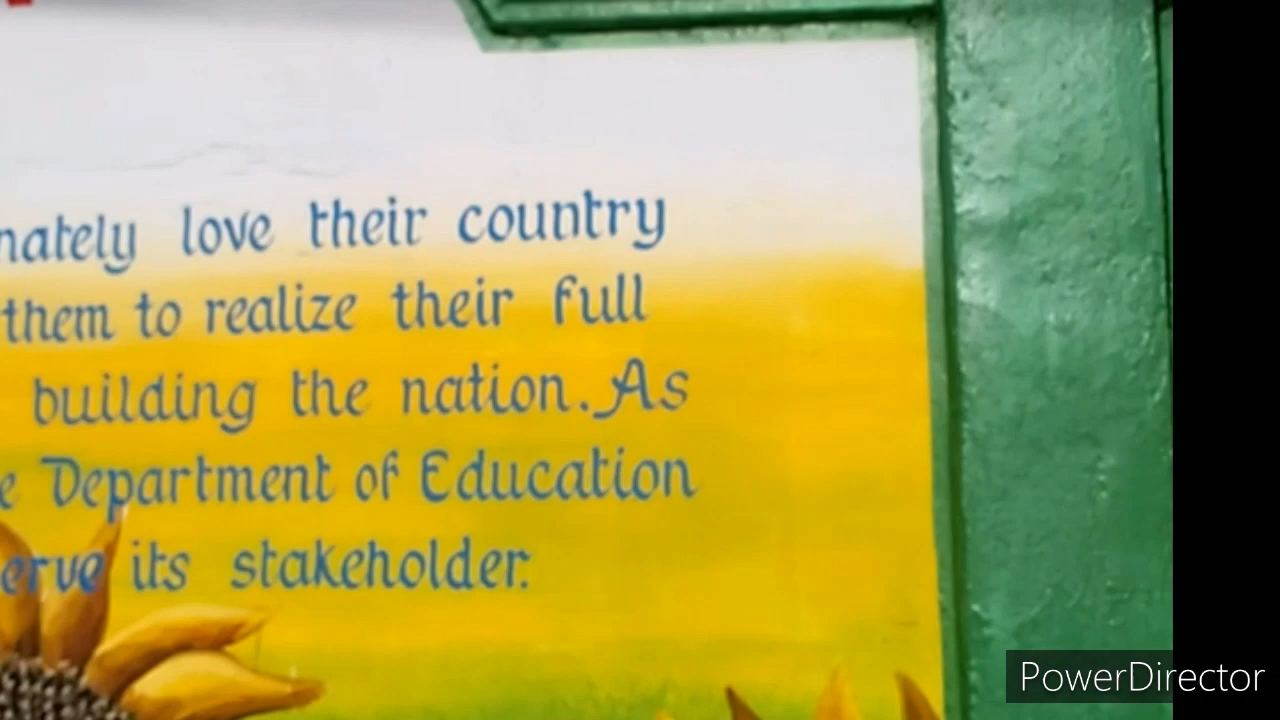 nately love their country
them to realize their full
building the nation. As
e Department of Education
erve its stakeholder.
PowerDirector